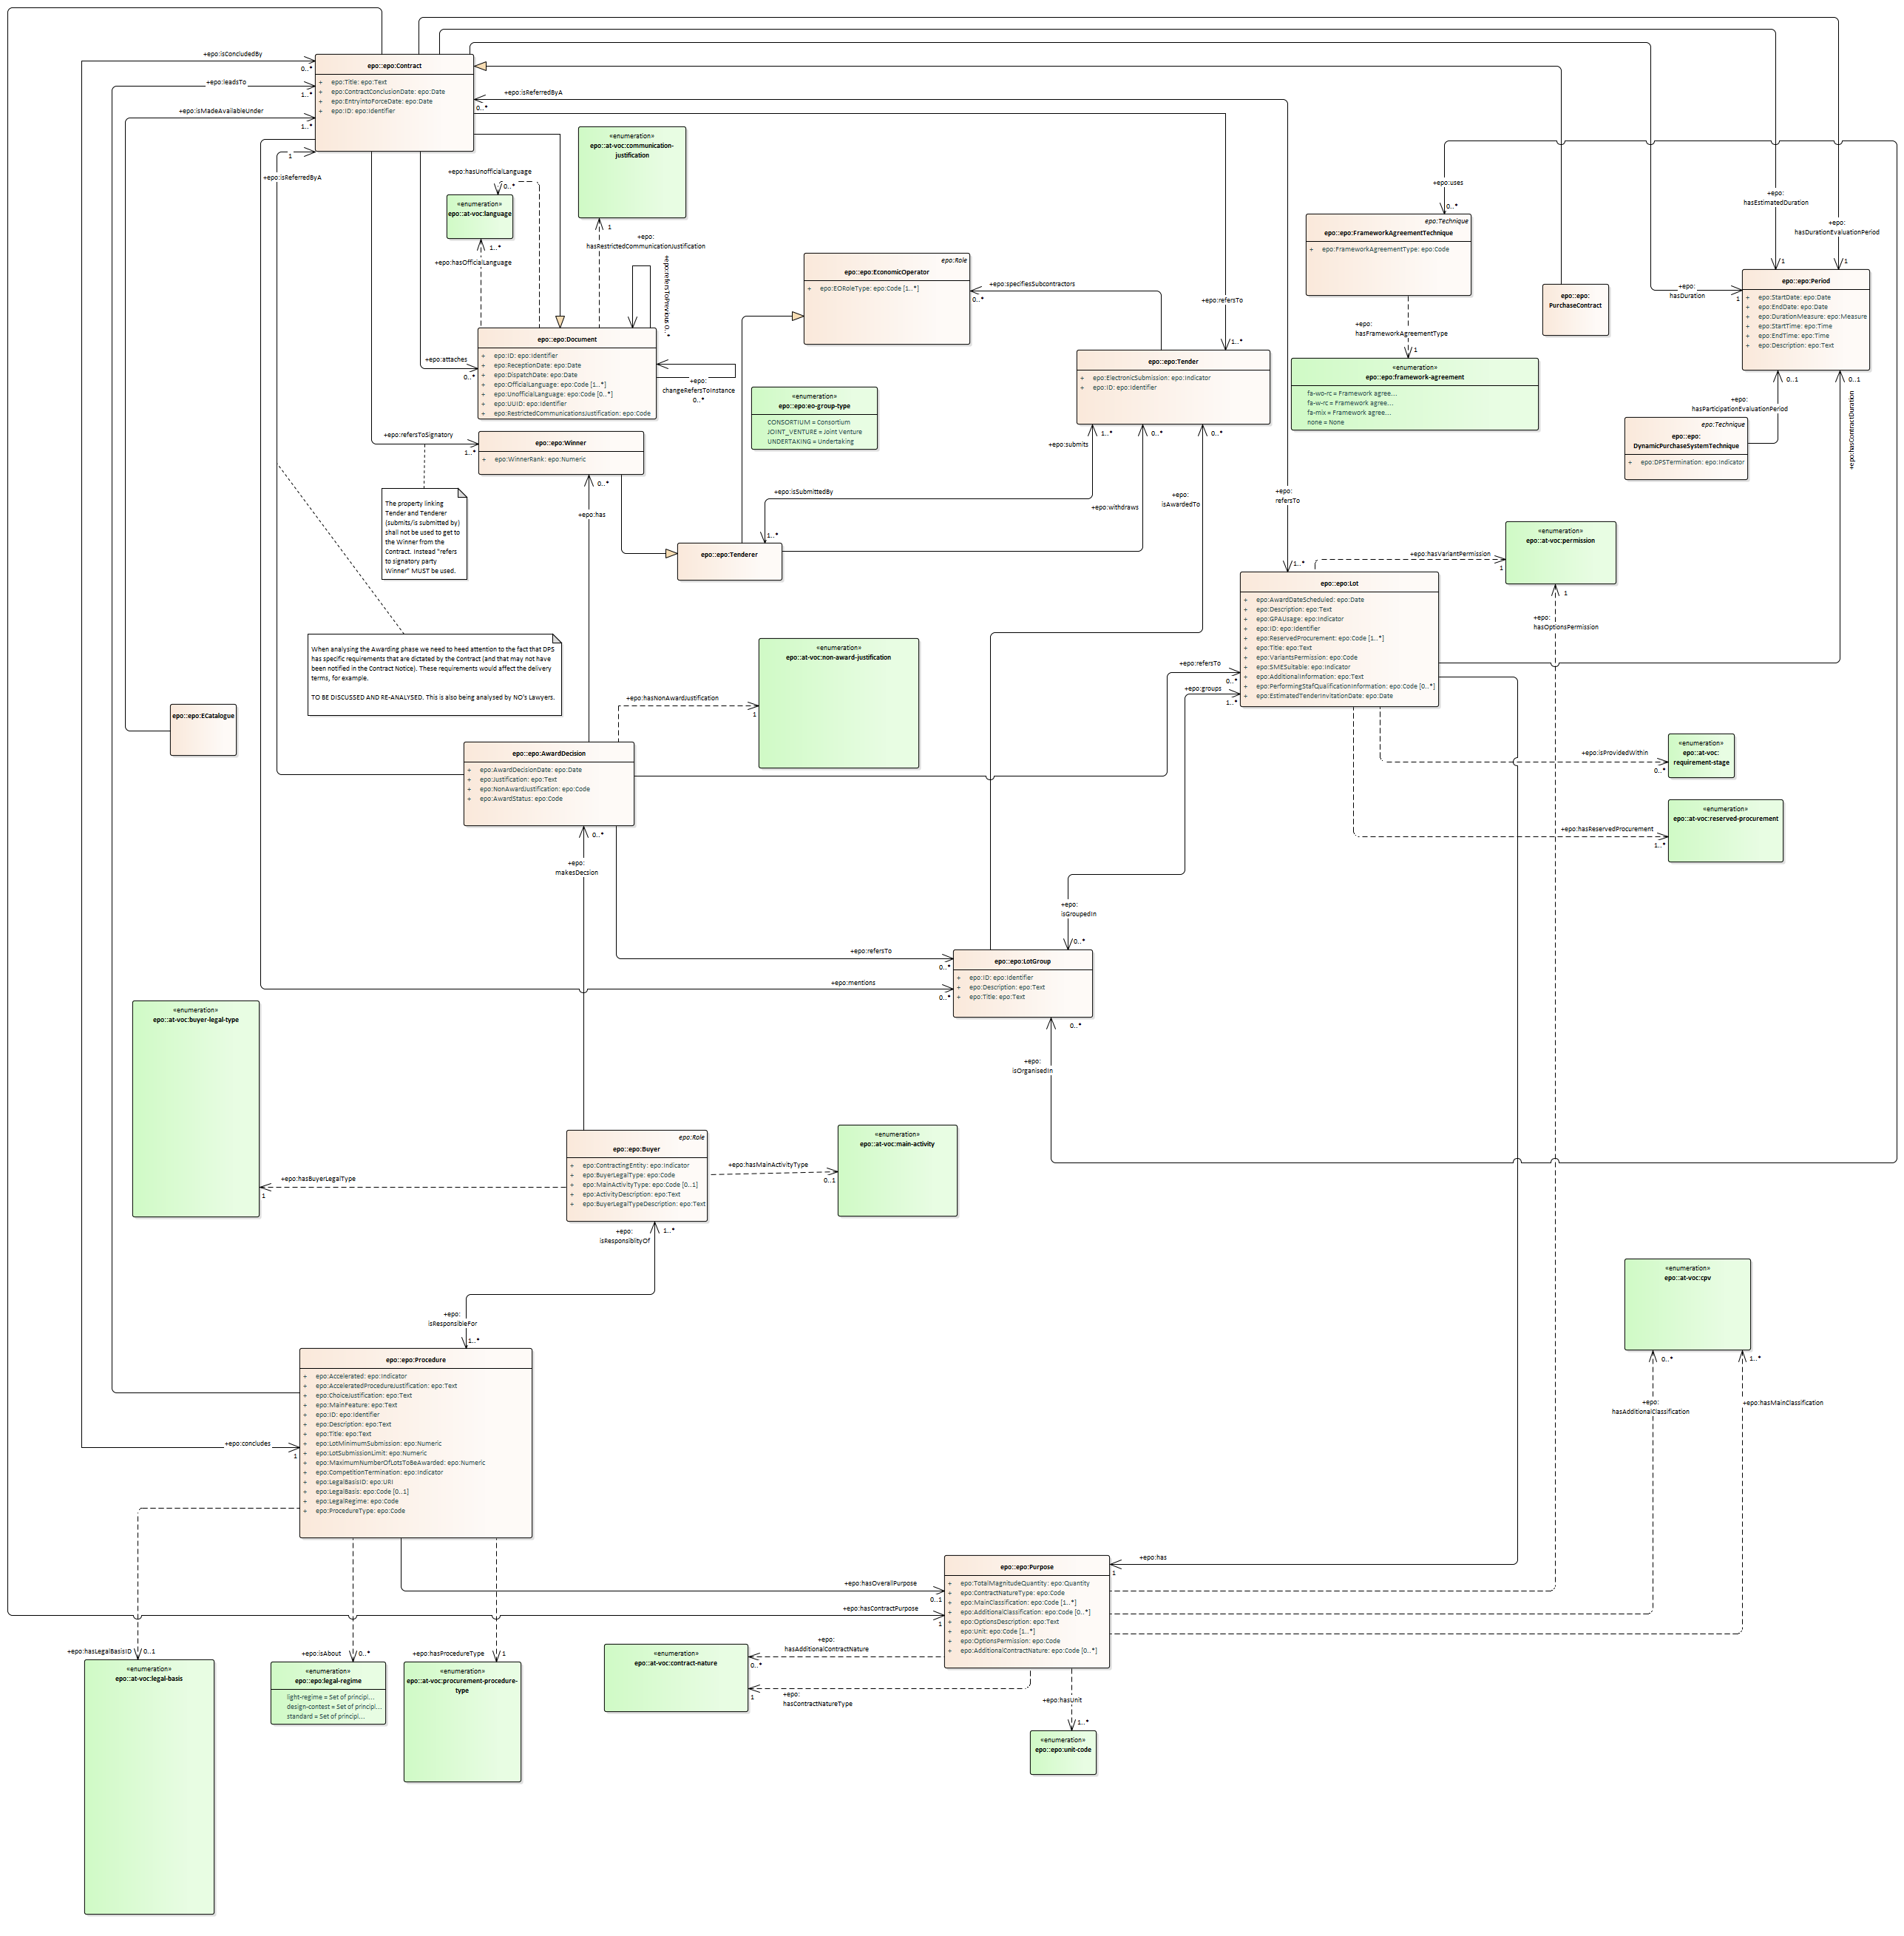 +epo:isConcludedBy
0..*
+epo:leadsTo
1..*
+epo:isMadeAvailableUnder
1..*
1
+epo:isReferredByA
epo::epo:Contract
+ epo:Title: epo:Text
+ epo:ContractConclusionDate: epo:Date
+ epo:EntryintoForceDate: epo:Date
+ epo:ID: epo:Identifier
+epo:isReferredByA
0..*
«enumeration»
epo::at-voc:communication-
justification
1
+epo:
hasRestrictedCommunicationJustification
+epo:hasUnofficialLanguage
0..*
«enumeration»
epo::at-voc:language
1..*
+epo:hasOfficialLanguage
+epo:refersToPrevious 0..*
epo::epo:Document
+ epo:ID: epo:Identifier
+ epo:ReceptionDate: epo:Date
+ epo:DispatchDate: epo:Date
+ epo:OfficialLanguage: epo:Code [1..*]
+ epo:UnofficialLanguage: epo:Code [0..*]
+ epo:UUID: epo:Identifier
+ epo:RestrictedCommunicationsJustification: epo:Code
+epo:attaches
0..*
+epo:
changeRefersToInstance
0..*
epo:Role
epo::epo:EconomicOperator
+ epo:EORoleType: epo:Code [1..*]
+epo:specifiesSubcontractors
0..*
+epo:refersTo
1..*
«enumeration»
epo::epo:eo-group-type
CONSORTIUM = Consortium
JOINT_VENTURE = Joint Venture
UNDERTAKING = Undertaking
epo::epo:Tender
+ epo:ElectronicSubmission: epo:Indicator
+ epo:ID: epo:Identifier
+epo:uses
0..*
epo:Technique
epo::epo:FrameworkAgreementTechnique
+ epo:FrameworkAgreementType: epo:Code
+epo:
hasFrameworkAgreementType
1
«enumeration»
epo::epo:framework-agreement
fa-wo-rc = Framework agree...
fa-w-rc = Framework agree...
fa-mix = Framework agree...
none = None
epo::epo:
PurchaseContract
+epo:
hasEstimatedDuration
1
+epo:
hasDurationEvaluationPeriod
1
+epo:
hasDuration
1
epo::epo:Period
+ epo:StartDate: epo:Date
+ epo:EndDate: epo:Date
+ epo:DurationMeasure: epo:Measure
+ epo:StartTime: epo:Time
+ epo:EndTime: epo:Time
+ epo:Description: epo:Text
0..1
+epo:
hasParticipationEvaluationPeriod
0..1
+epo:hasContractDuration
epo:Technique
epo::epo:
DynamicPurchaseSystemTechnique
+ epo:DPSTermination: epo:Indicator
+epo:refersToSignatory
1..*
epo::epo:Winner
+ epo:WinnerRank: epo:Numeric
The property linking
Tender and Tenderer
(submits/is submitted by)
shall not be used to get to
the Winner from the
Contract. Instead "refers
to signatory party
Winner" MUST be used.
0..*
+epo:has
+epo:submits
1..*
0..*
0..*
+epo:isSubmittedBy
1..*
+epo:withdraws
+epo:
isAwardedTo
epo::epo:Tenderer
+epo:
refersTo
1..*
+epo:hasVariantPermission
1
«enumeration»
epo::at-voc:permission
1
+epo:
hasOptionsPermission
epo::epo:Lot
+ epo:AwardDateScheduled: epo:Date
+ epo:Description: epo:Text
+ epo:GPAUsage: epo:Indicator
+ epo:ID: epo:Identifier
+ epo:ReservedProcurement: epo:Code [1..*]
+ epo:Title: epo:Text
+ epo:VariantsPermission: epo:Code
+ epo:SMESuitable: epo:Indicator
+ epo:AdditionalInformation: epo:Text
+ epo:PerformingStafQualificationInformation: epo:Code [0..*]
+ epo:EstimatedTenderInvitationDate: epo:Date
When analysing the Awarding phase we need to heed attention to the fact that DPS
has specific requirements that are dictated by the Contract (and that may not have
been notified in the Contract Notice). These requirements would affect the delivery
terms, for example.
TO BE DISCUSSED AND RE-ANALYSED. This is also being analysed by NO's Lawyers.
«enumeration»
epo::at-voc:non-award-justification
+epo:hasNonAwardJustification
1
+epo:refersTo
0..*
+epo:groups
1..*
epo::epo:ECatalogue
epo::epo:AwardDecision
+ epo:AwardDecisionDate: epo:Date
+ epo:Justification: epo:Text
+ epo:NonAwardJustification: epo:Code
+ epo:AwardStatus: epo:Code
+epo:isProvidedWithin
0..*
«enumeration»
epo::at-voc:
requirement-stage
+epo:hasReservedProcurement
1..*
«enumeration»
epo::at-voc:reserved-procurement
0..*
+epo:
makesDecsion
+epo:
isGroupedIn
0..*
+epo:refersTo
0..*
+epo:mentions
0..*
epo::epo:LotGroup
+ epo:ID: epo:Identifier
+ epo:Description: epo:Text
+ epo:Title: epo:Text
0..*
+epo:
isOrganisedIn
«enumeration»
epo::at-voc:buyer-legal-type
+epo:hasBuyerLegalType
1
epo:Role
epo::epo:Buyer
+ epo:ContractingEntity: epo:Indicator
+ epo:BuyerLegalType: epo:Code
+ epo:MainActivityType: epo:Code [0..1]
+ epo:ActivityDescription: epo:Text
+ epo:BuyerLegalTypeDescription: epo:Text
+epo:hasMainActivityType
0..1
«enumeration»
epo::at-voc:main-activity
+epo:
isResponsiblityOf
1..*
+epo:
isResponsibleFor
1..*
«enumeration»
epo::at-voc:cpv
0..*
1..*
+epo:
hasAdditionalClassification
+epo:hasMainClassification
epo::epo:Procedure
+ epo:Accelerated: epo:Indicator
+ epo:AcceleratedProcedureJustification: epo:Text
+ epo:ChoiceJustification: epo:Text
+ epo:MainFeature: epo:Text
+ epo:ID: epo:Identifier
+ epo:Description: epo:Text
+ epo:Title: epo:Text
+ epo:LotMinimumSubmission: epo:Numeric
+ epo:LotSubmissionLimit: epo:Numeric
+ epo:MaximumNumberOfLotsToBeAwarded: epo:Numeric
+ epo:CompetitionTermination: epo:Indicator
+ epo:LegalBasisID: epo:URI
+ epo:LegalBasis: epo:Code [0..1]
+ epo:LegalRegime: epo:Code
+ epo:ProcedureType: epo:Code
+epo:concludes
1
+epo:has
1
+epo:hasOverallPurpose
0..1
+epo:hasContractPurpose
1
epo::epo:Purpose
+ epo:TotalMagnitudeQuantity: epo:Quantity
+ epo:ContractNatureType: epo:Code
+ epo:MainClassification: epo:Code [1..*]
+ epo:AdditionalClassification: epo:Code [0..*]
+ epo:OptionsDescription: epo:Text
+ epo:Unit: epo:Code [1..*]
+ epo:OptionsPermission: epo:Code
+ epo:AdditionalContractNature: epo:Code [0..*]
+epo:hasLegalBasisID
0..1
+epo:isAbout
0..*
+epo:hasProcedureType
1
«enumeration»
epo::at-voc:legal-basis
«enumeration»
epo::epo:legal-regime
light-regime = Set of principl...
design-contest = Set of principl...
standard = Set of principl...
«enumeration»
epo::at-voc:procurement-procedure-
type
«enumeration»
epo::at-voc:contract-nature
+epo:
hasAdditionalContractNature
0..*
1
+epo:
hasContractNatureType
+epo:hasUnit
1..*
«enumeration»
epo::epo:unit-code